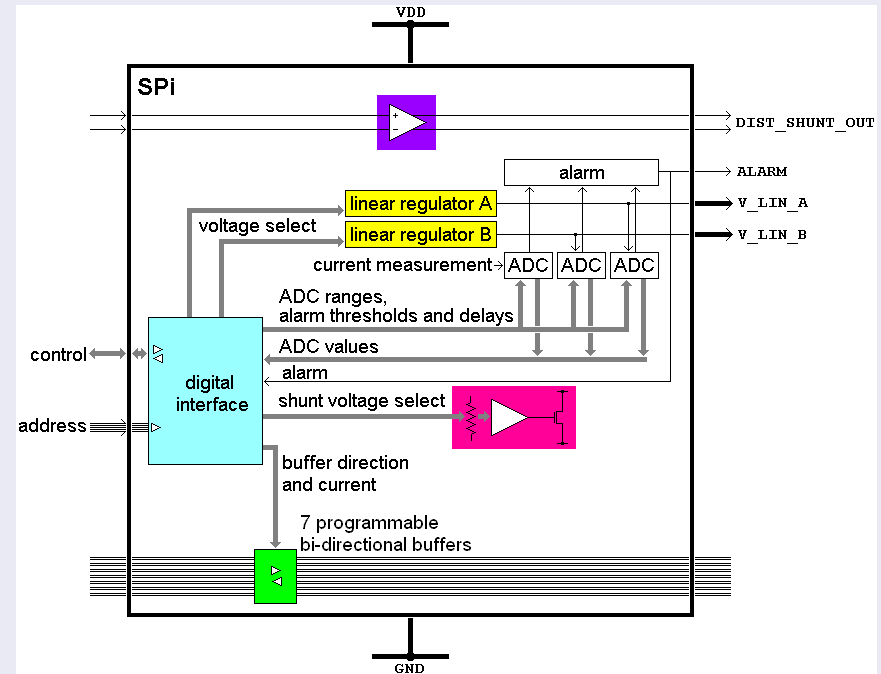 VDD
SPi
DIST_SHUNT_OUT
alarm
ALARM
linear regulator A
V_LIN_A
voltage select
linear regulator B
V_LIN_B
current measurement
ADC
ADC
ADC
ADC ranges,
alarm thresholds and delays
control
ADC values
alarm
digital
interface
shunt voltage select
address
buffer direction
and current
7 programmable
bi-directional buffers
GND